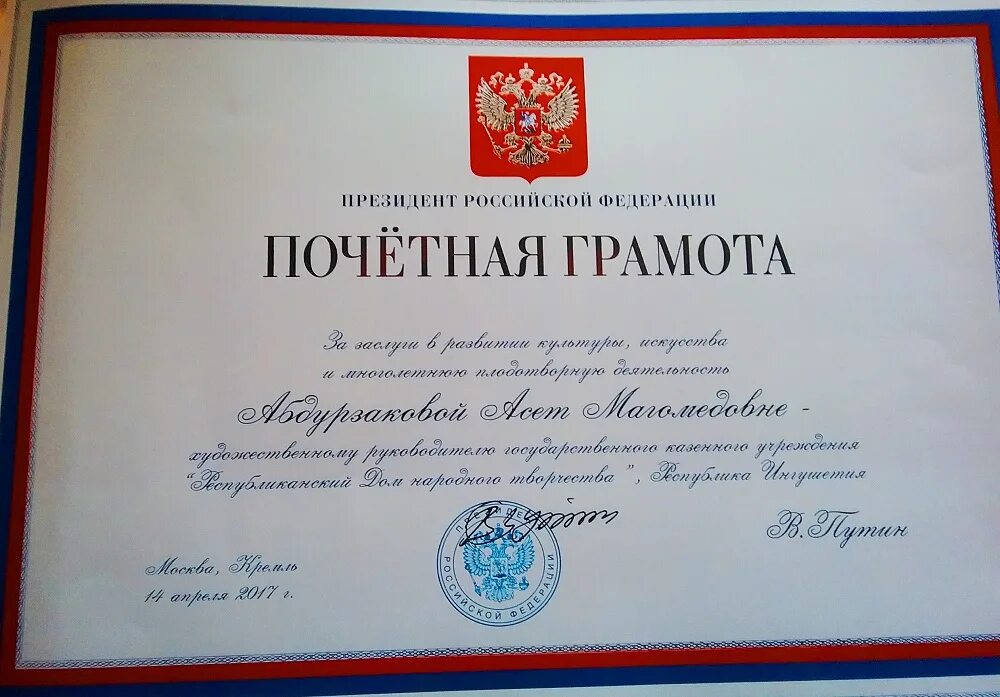 ПРЕЗИДЕНТ РОССИЙСКОЙ ФЕДЕРАЦИИ
ПОЧЁТНАЯ ГРАМОТА
За заслуги в развитии культуры, искусства
и многолетнюю плодотворную деятельность
Абдурзаковой Асет Магомедовне -
художественному руководителю государственного казенного учреждения
"Республиканский Дом народного творчества", Республика Ингушетия
В.Путин
Москва, Кремль
14 апреля 2017 г.
ПРЕЗИДЕНТ
РОССИЙСКОЙ ФЕДЕРАЦИИ